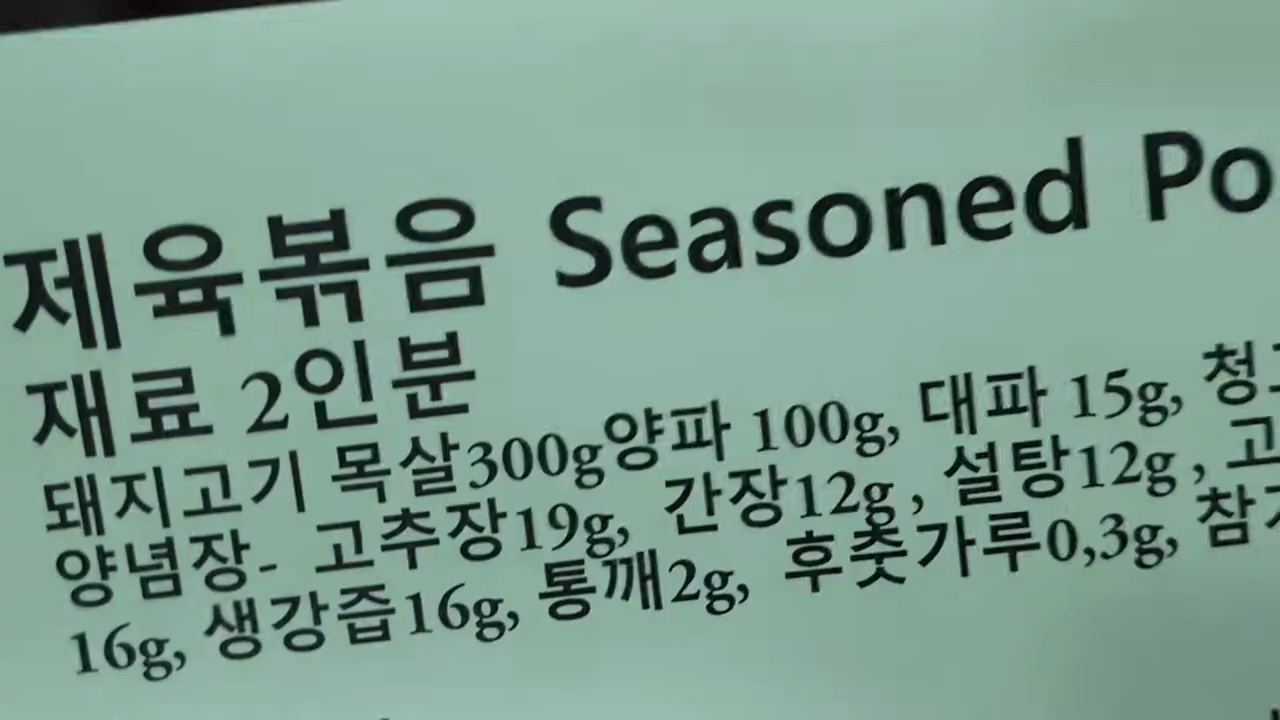 제육볶음 Seasoned Po
재료 2인분
돼지고기 목살300g양파 100g, 대파 15g, 청
양념장- 고추장19g, 간장12g, 설탕12g, 고
16g, 생강즙16g, 통깨2g, 후춧가루0,3g, 참